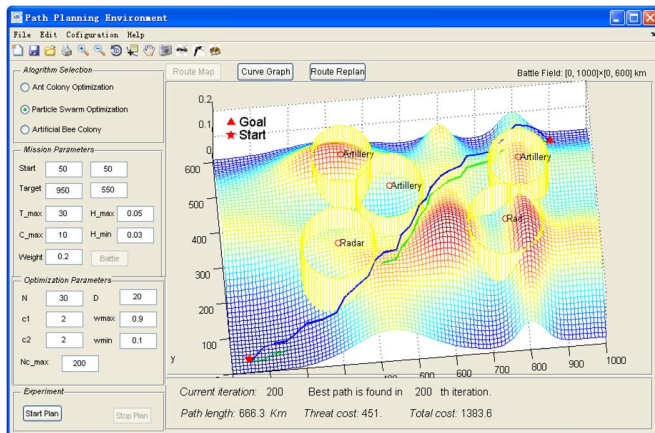 Path Planning Environment
File Edit Cofiguration Help
Alogrithm Selection
Ant Colony Optimization
Particle Swarm Optimization
Artificial Bee Colony
Mission Parameters
Start 50 50
Target 950 550
T_max 30 H_max 0.05
C_max 10 H_min 0.03
Weight 0.2 Battle
Optimization Parameters
N 30 D 20
c1 2 wmax 0.9
c2 2 wmin 0.1
Nc_max 200
Experiment
Start Plan Stop Plan
Route Map Curve Graph Route Replan Battle Field: [0, 1000]×[0, 600] km
0.2
0.1
0
Goal
Start
600
500
400
300
200
100
y
Artillery
Artillery
Artillery
Radar
Rad
500 600 700 800 900 1000
Current iteration: 200 Best path is found in 200 th iteration.
Path length: 666.3 Km Threat cost: 451. Total cost: 1383.6